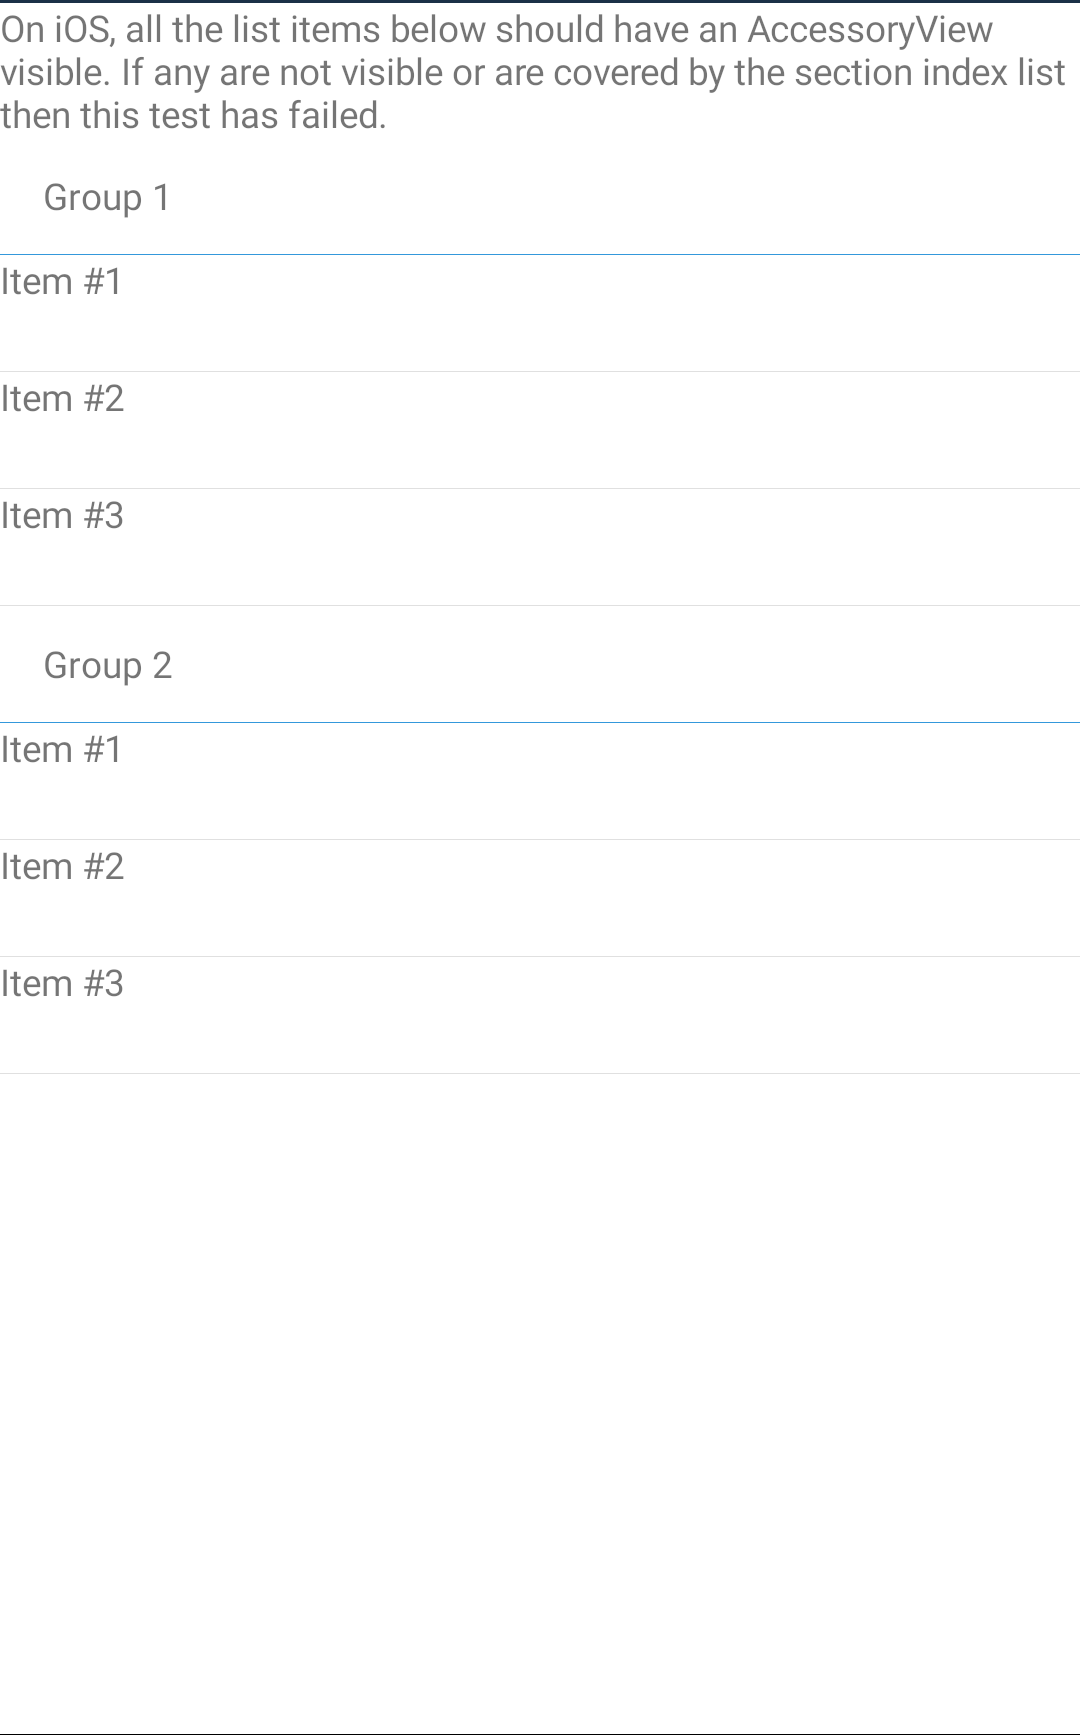 On iOS, all the list items below should have an AccessoryView
visible. If any are not visible or are covered by the section index list
then this test has failed.
Group 1
Item #1
Item #2
Item #3
Group 2
Item #1
Item #2
Item #3